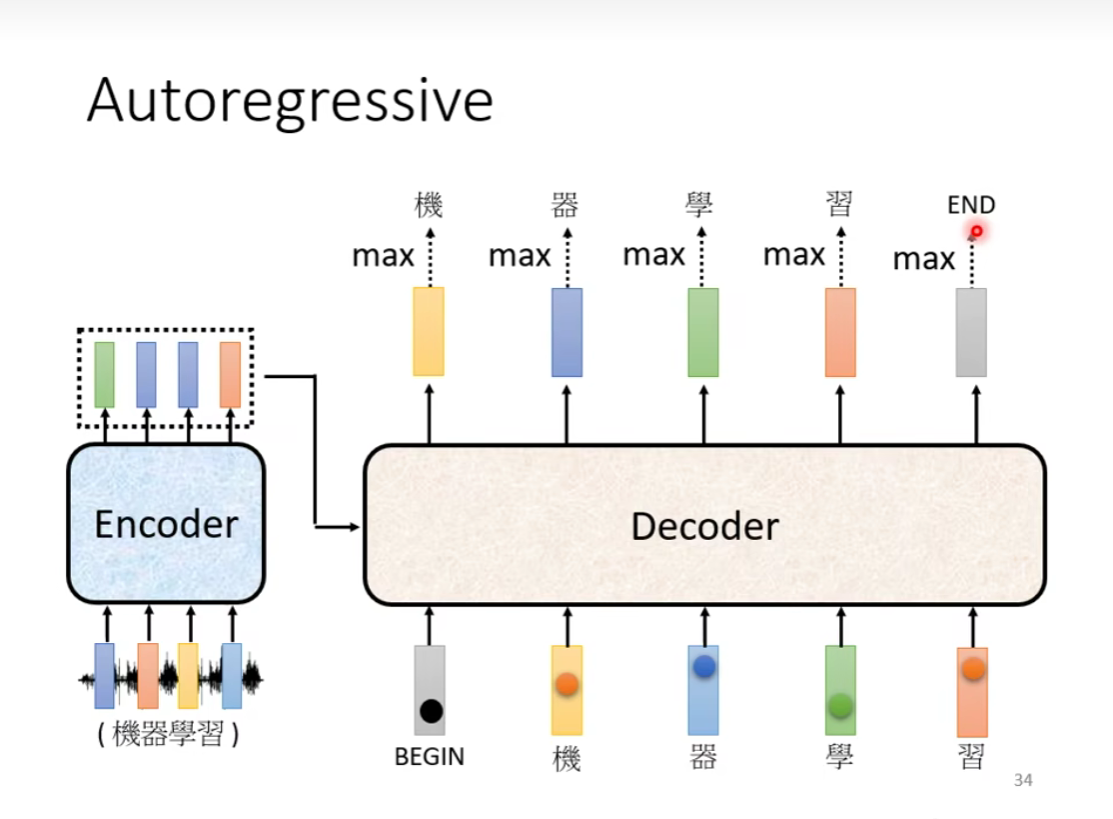 Autoregressive
機 器 學 習 END
max max max max max
Encoder
Decoder
(機器學習)
BEGIN 機 器 學 習
34